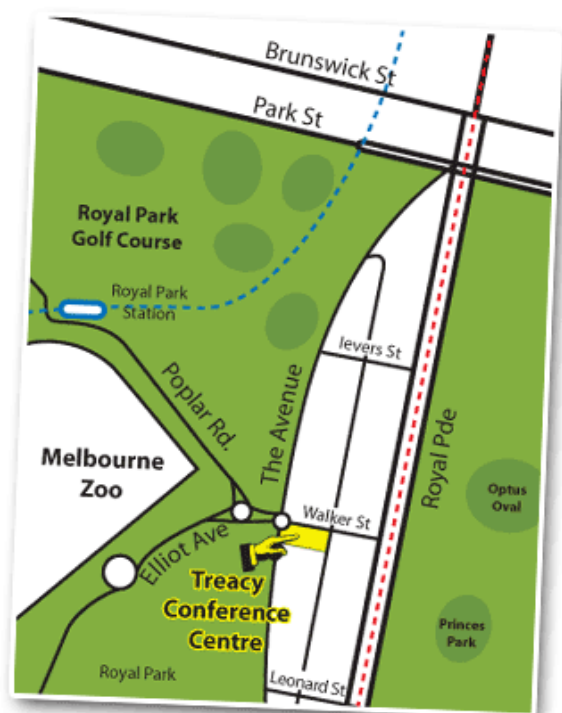 Brunswick St
Park St
Royal Park
Golf Course
Royal Park
Station
Ievers St
Poplar Rd.
The Avenue
Royal Pde
Melbourne
Zoo
Optus
Oval
Walker St
Elliot Ave
Treacy
Conference
Centre
Princes
Park
Royal Park
Leonard St